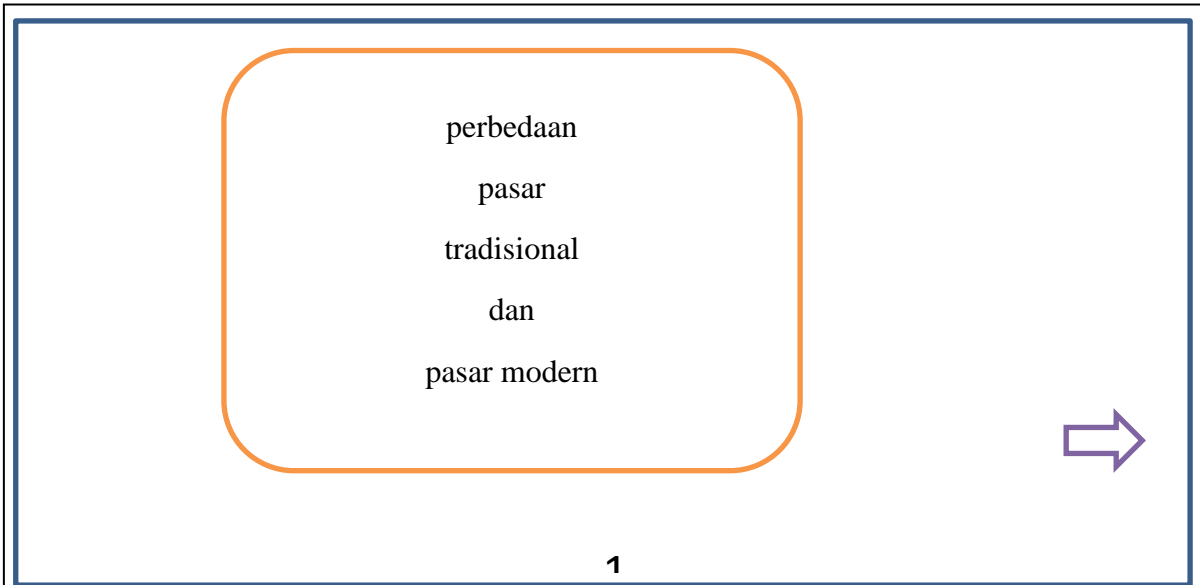 perbedaan
pasar
tradisional
dan
pasar modern
1